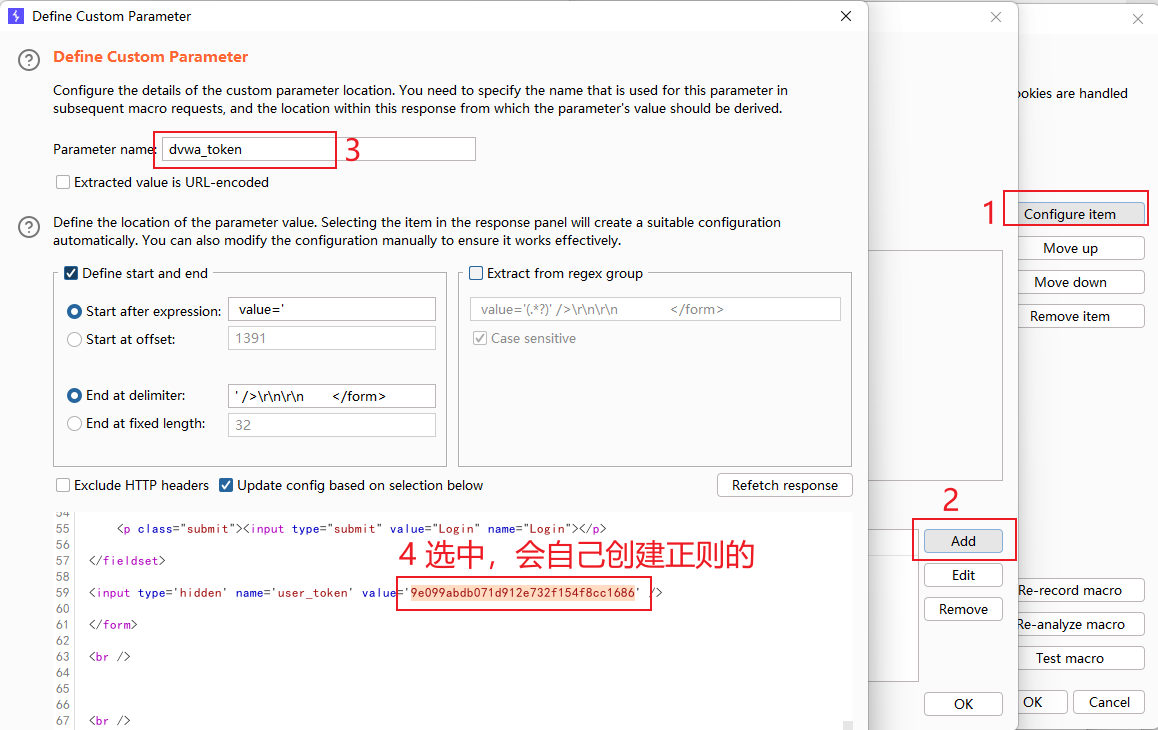 Define Custom Parameter
Define Custom Parameter
Configure the details of the custom parameter location. You need to specify the name that is used for this parameter in
subsequent macro requests, and the location within this response from which the parameter's value should be derived.
Parameter name: dvwa_token 3
Extracted value is URL-encoded
Define the location of the parameter value. Selecting the item in the response panel will create a suitable configuration
automatically. You can also modify the configuration manually to ensure it works effectively.
Define start and end
Start after expression: value='
Start at offset: 1391
End at delimiter: ' />\r\n\r\n        </form>
End at fixed length: 32
Extract from regex group
value='(.*?)' />\r\n\r\n        </form>
Case sensitive
Exclude HTTP headers Update config based on selection below Refetch response
54
55 <p class="submit"><input type="submit" value="Login" name="Login"></p>
56
4 选中，会自己创建正则的
57 </fieldset>
58
59 <input type='hidden' name='user_token' value='9e099abdb071d912e732f154f8cc1686' />
60
61 </form>
62
63 <br />
64
65
66
67 <br />
2
Add
Edit
Remove
OK
ookies are handled
1 Configure item
Move up
Move down
Remove item
Re-record macro
Re-analyze macro
Test macro
OK Cancel